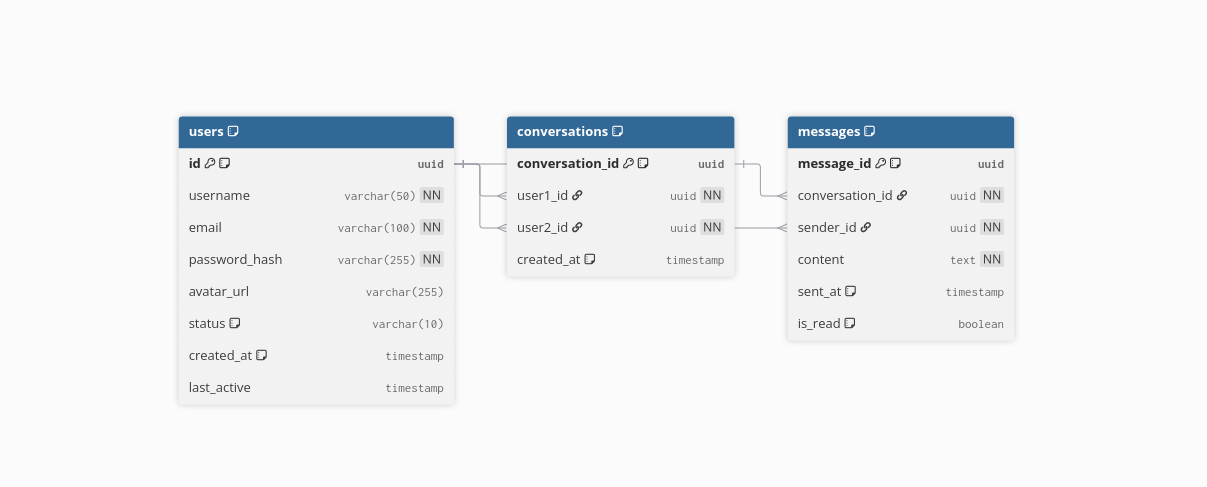 users
id uuid
username varchar(50) NN
email varchar(100) NN
password_hash varchar(255) NN
avatar_url varchar(255)
status varchar(10)
created_at timestamp
last_active timestamp
conversations
conversation_id uuid
user1_id uuid NN
user2_id uuid NN
created_at timestamp
messages
message_id uuid
conversation_id uuid NN
sender_id uuid NN
content text NN
sent_at timestamp
is_read boolean